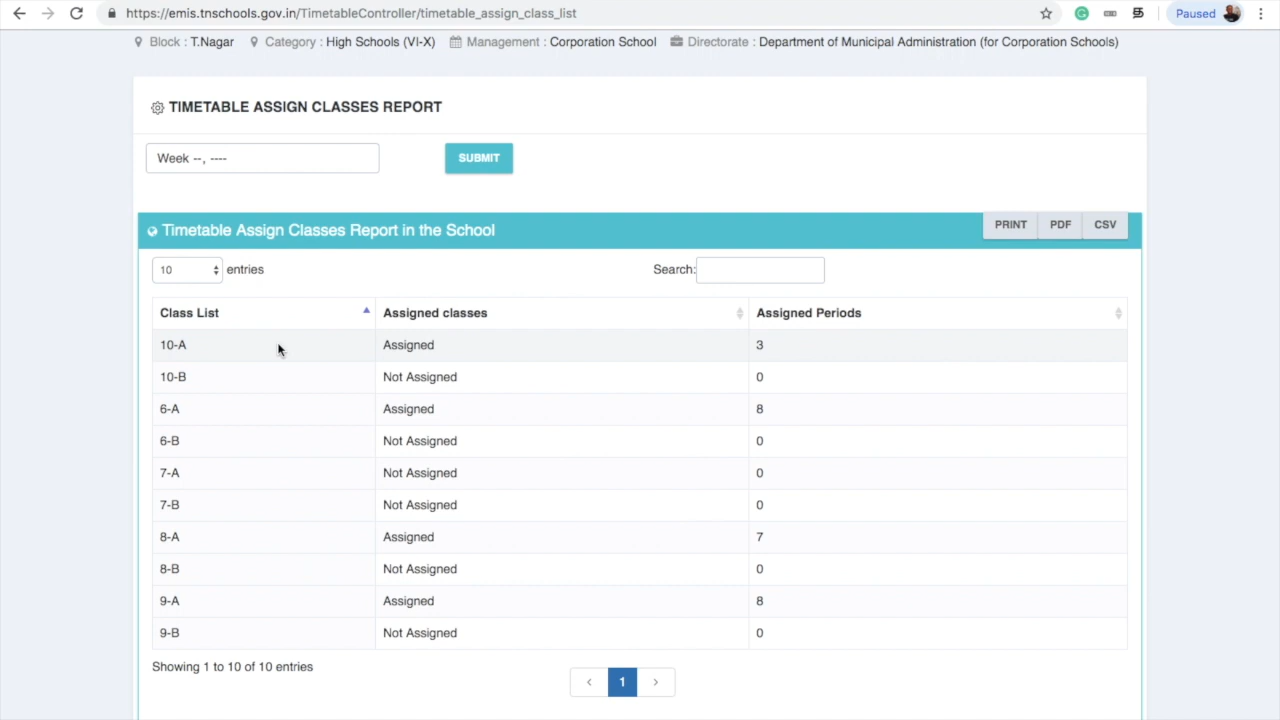 https://emis.tnschools.gov.in/TimetableController/timetable_assign_class_list
Paused
Block : T.Nagar Category : High Schools (VI-X) Management : Corporation School Directorate : Department of Municipal Administration (for Corporation Schools)
TIMETABLE ASSIGN CLASSES REPORT
Week --, ----
SUBMIT
Timetable Assign Classes Report in the School
PRINT PDF CSV
10 entries
Search:
Class List Assigned classes Assigned Periods
10-A Assigned 3
10-B Not Assigned 0
6-A Assigned 8
6-B Not Assigned 0
7-A Not Assigned 0
7-B Not Assigned 0
8-A Assigned 7
8-B Not Assigned 0
9-A Assigned 8
9-B Not Assigned 0
Showing 1 to 10 of 10 entries
‹ 1 ›